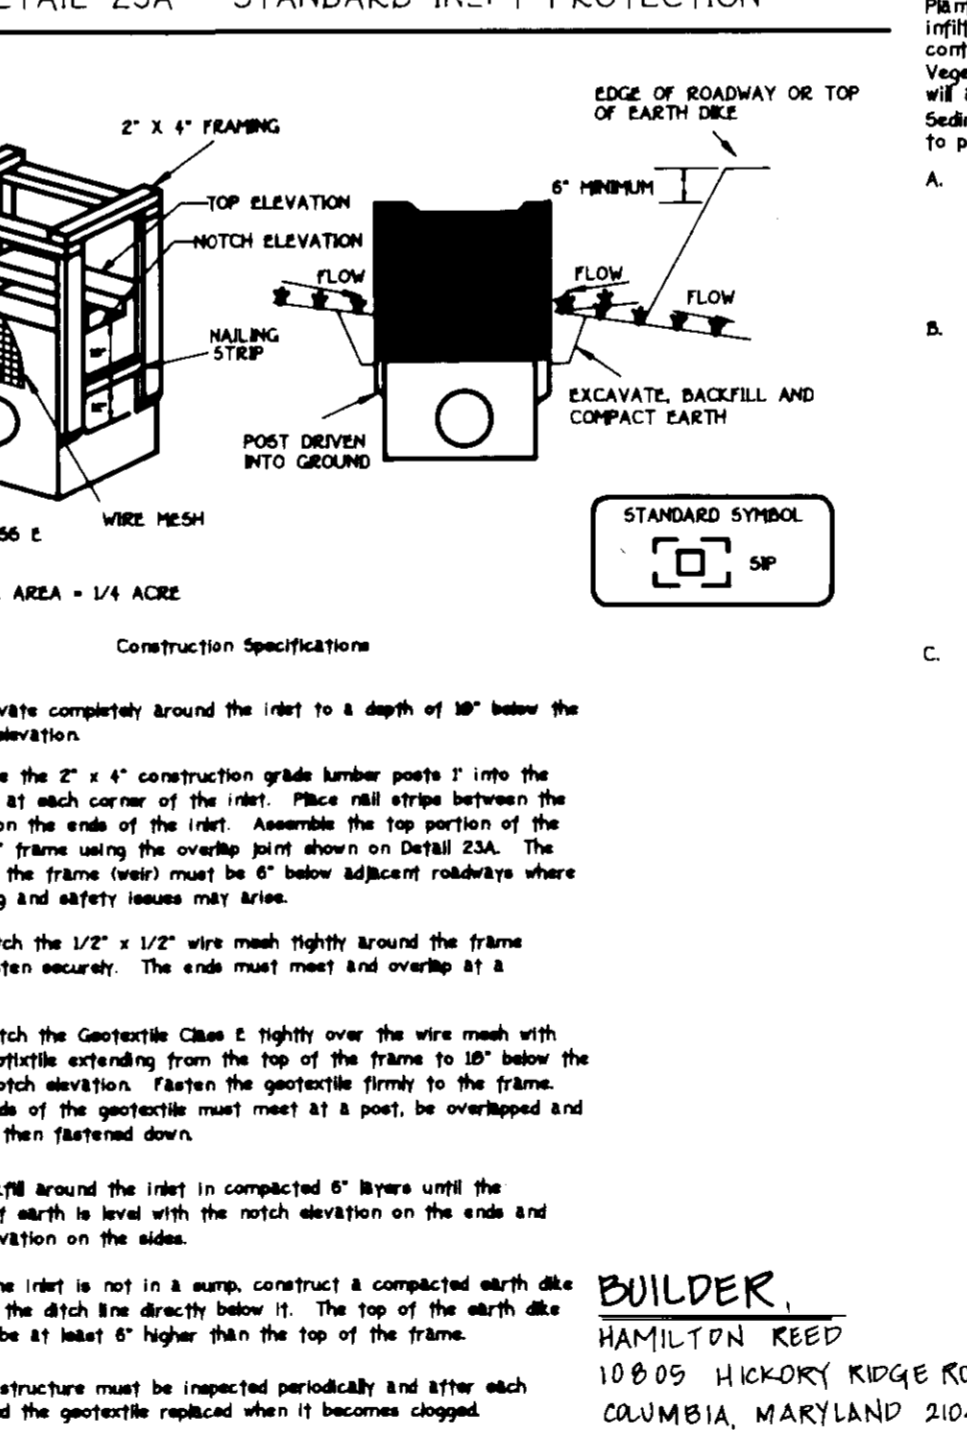 DETAIL 23A - STANDARD INLET PROTECTION
2" X 4" FRAMING
TOP ELEVATION
NOTCH ELEVATION
NAILING
STRIP
WIRE MESH
AREA = 1/4 ACRE
EDGE OF ROADWAY OR TOP
OF EARTH DIKE
6" MINIMUM
FLOW
FLOW
FLOW
EXCAVATE, BACKFILL AND
COMPACT EARTH
POST DRIVEN
INTO GROUND
STANDARD SYMBOL
SIP
Construction Specifications
vate completely around the inlet to a depth of 18" below the
elevation.
e the 2" x 4" construction grade lumber posts 1' into the
at each corner of the inlet. Place nail strips between the
on the ends of the inlet. Assemble the top portion of the
" frame using the overlap joint shown on Detail 23A. The
the frame (weir) must be 6" below adjacent roadways where
g and safety issues may arise.
tch the 1/2" x 1/2" wire mesh tightly around the frame
ten securely. The ends must meet and overlap at a
tch the Geotextile Class E tightly over the wire mesh with
otixtile extending from the top of the frame to 18" below the
otch elevation. Fasten the geotextile firmly to the frame.
ds of the geotextile must meet at a post, be overlapped and
then fastened down.
fill around the inlet in compacted 6" layers until the
f earth is level with the notch elevation on the ends and
vation on the sides.
he inlet is not in a sump, construct a compacted earth dike
the ditch line directly below it. The top of the earth dike
be at least 6" higher than the top of the frame.
structure must be inspected periodically and after each
d the geotextile replaced when it becomes clogged.
BUILDER,
HAMILTON REED
10805 HICKORY RIDGE RO
COLUMBIA, MARYLAND 210
infilt
cont
Vege
will
Sedi
to p
A.
B.
C.